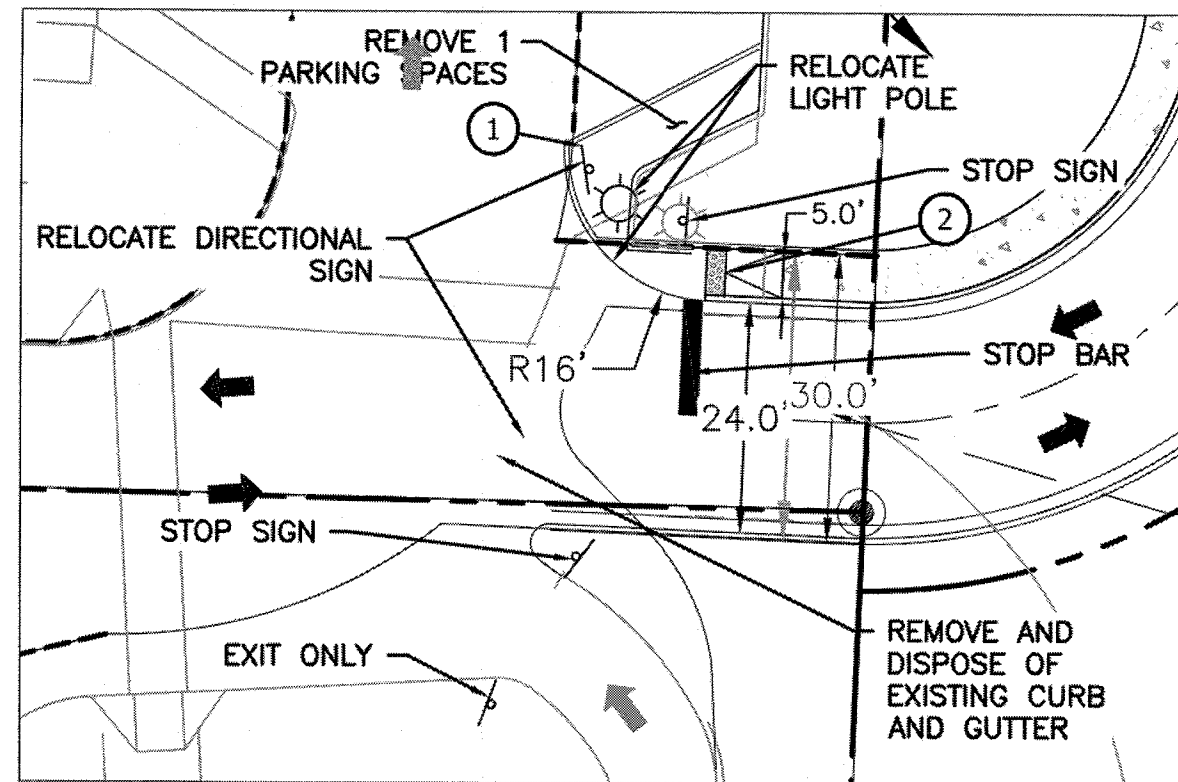 REMOVE 1
PARKING SPACES
RELOCATE
LIGHT POLE
1
STOP SIGN
5.0'
2
RELOCATE DIRECTIONAL
SIGN
R16'
STOP BAR
30.0'
24.0'
STOP SIGN
EXIT ONLY
REMOVE AND
DISPOSE OF
EXISTING CURB
AND GUTTER